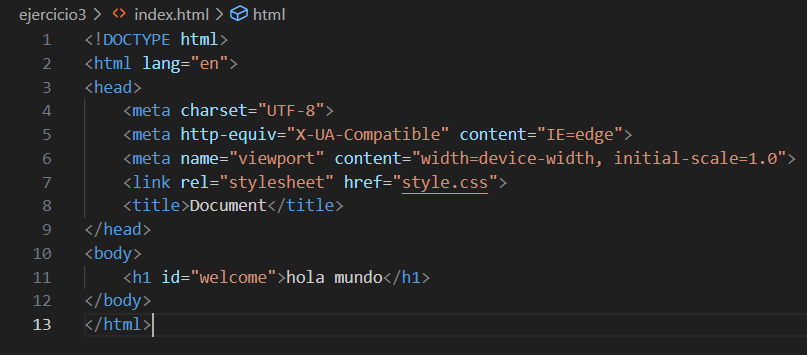 ejercicio3 > <> index.html > html
1 <!DOCTYPE html>
2 <html lang="en">
3 <head>
4     <meta charset="UTF-8">
5     <meta http-equiv="X-UA-Compatible" content="IE=edge">
6     <meta name="viewport" content="width=device-width, initial-scale=1.0">
7     <link rel="stylesheet" href="style.css">
8     <title>Document</title>
9 </head>
10 <body>
11     <h1 id="welcome">hola mundo</h1>
12 </body>
13 </html>